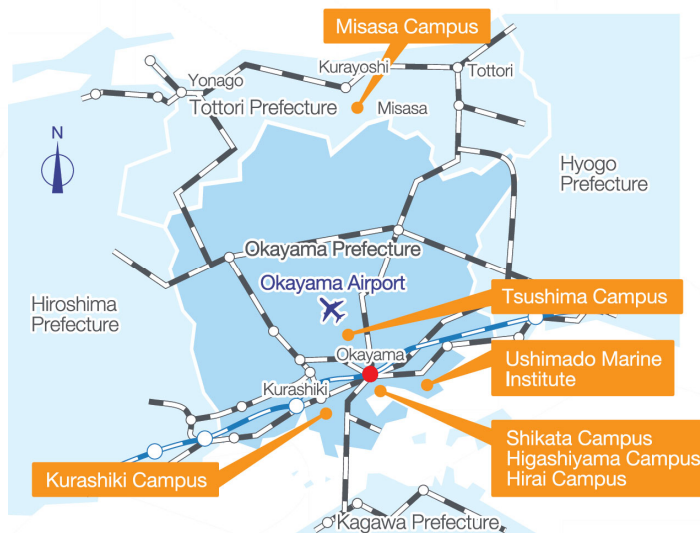 Misasa Campus
Kurayoshi
Tottori
Yonago
Tottori Prefecture
Misasa
N
Hyogo
Prefecture
Okayama Prefecture
Okayama Airport
Hiroshima
Prefecture
Tsushima Campus
Okayama
Ushimado Marine
Institute
Kurashiki
Shikata Campus
Higashiyama Campus
Hirai Campus
Kurashiki Campus
Kagawa Prefecture